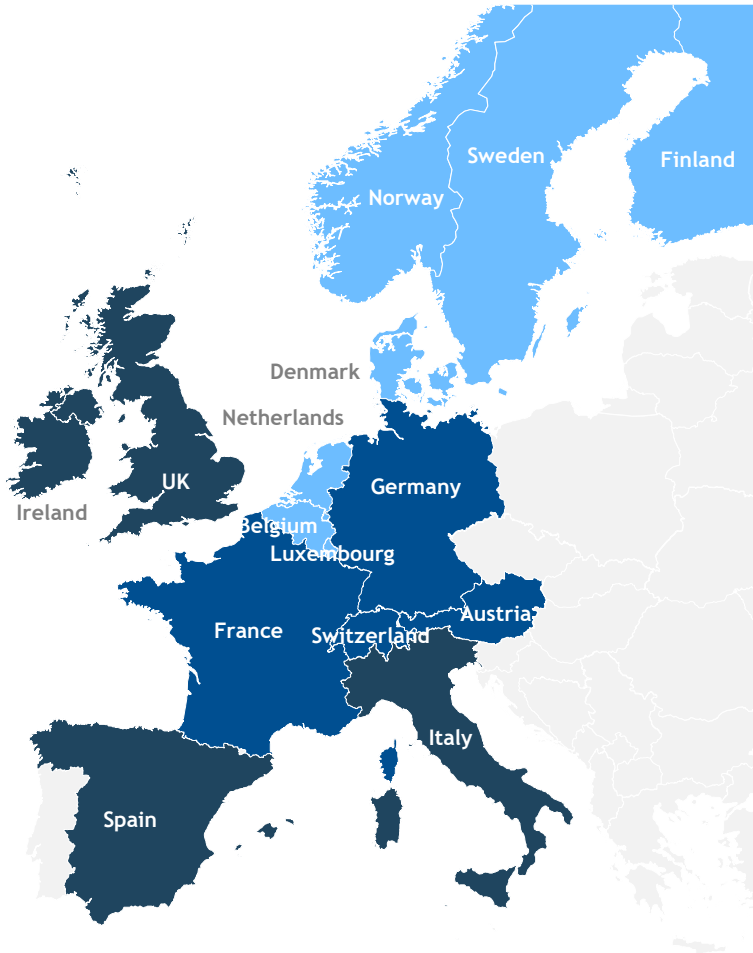 Sweden
Finland
Norway
Denmark
Netherlands
UK
Germany
Ireland
Belgium
Luxembourg
Austria
France
Switzerland
Italy
Spain